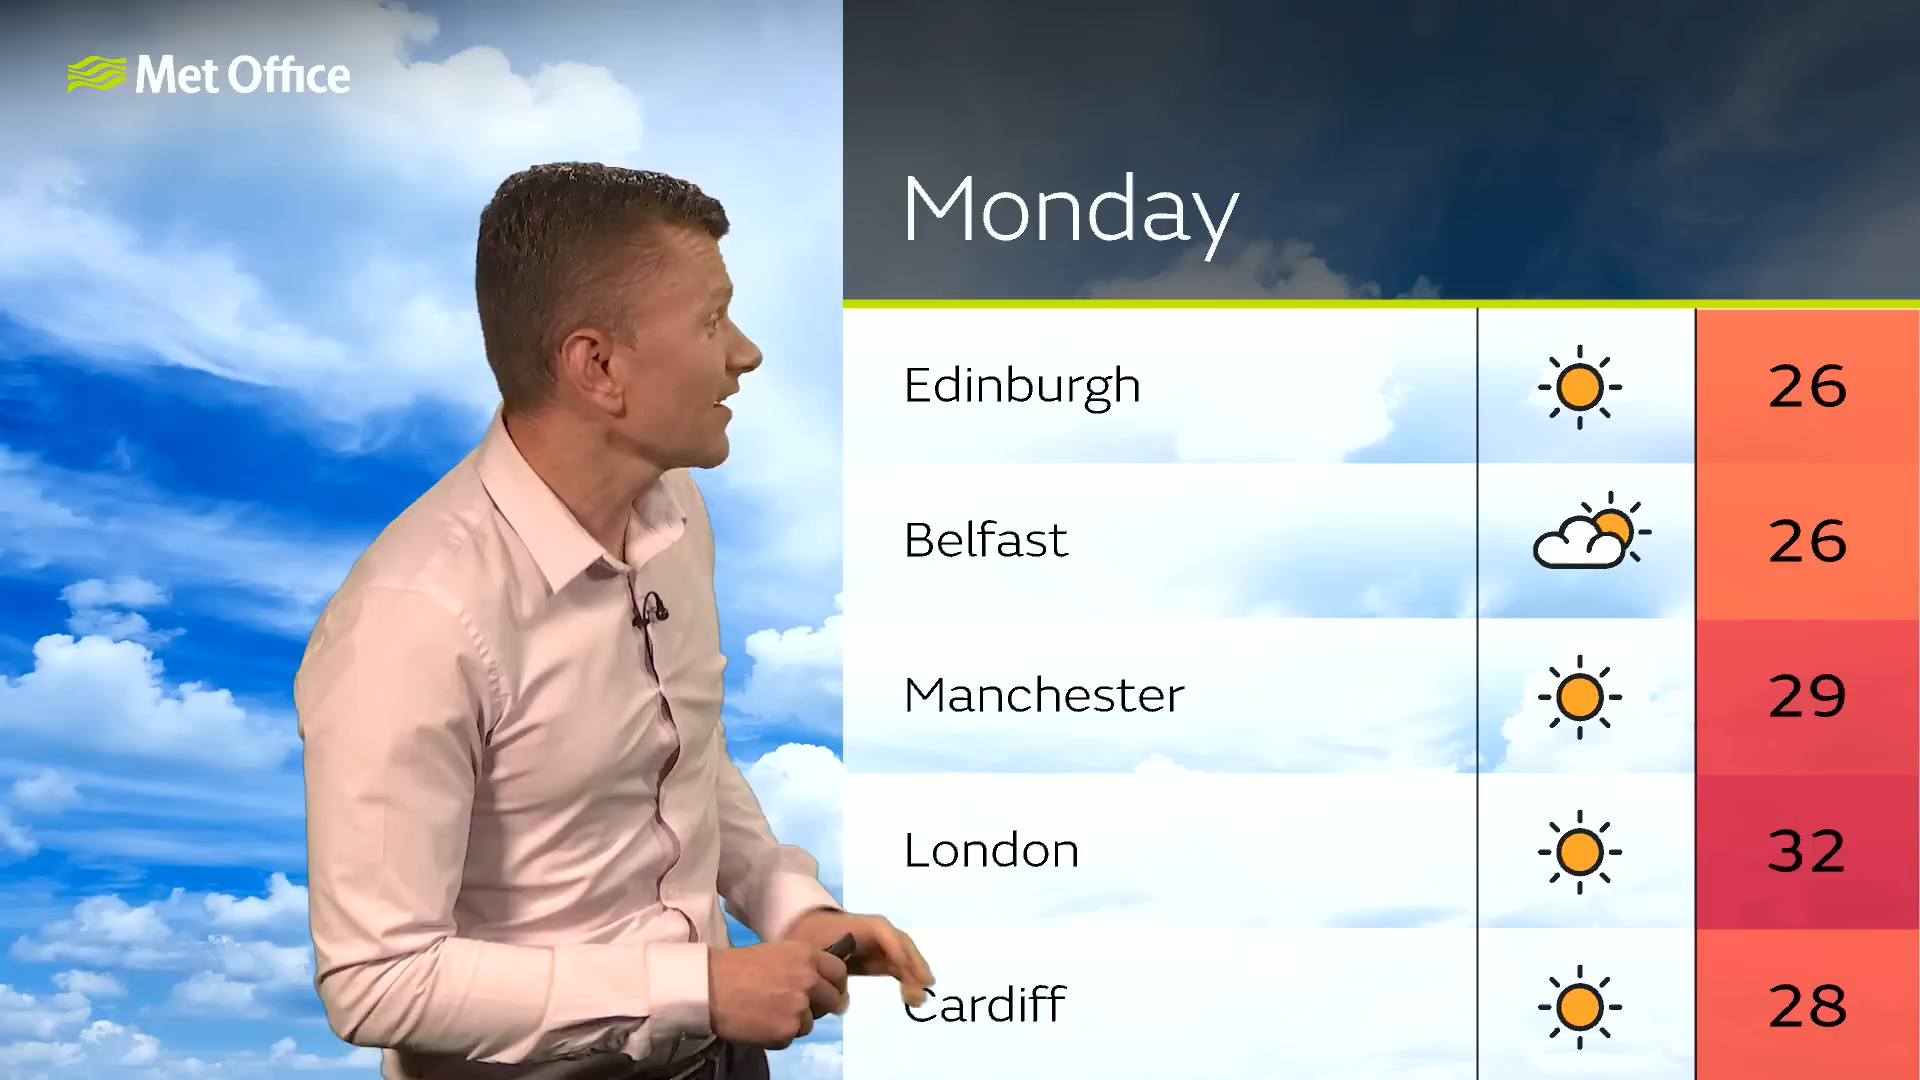 Met Office
Monday
Edinburgh 26
Belfast 26
Manchester 29
London 32
Cardiff 28